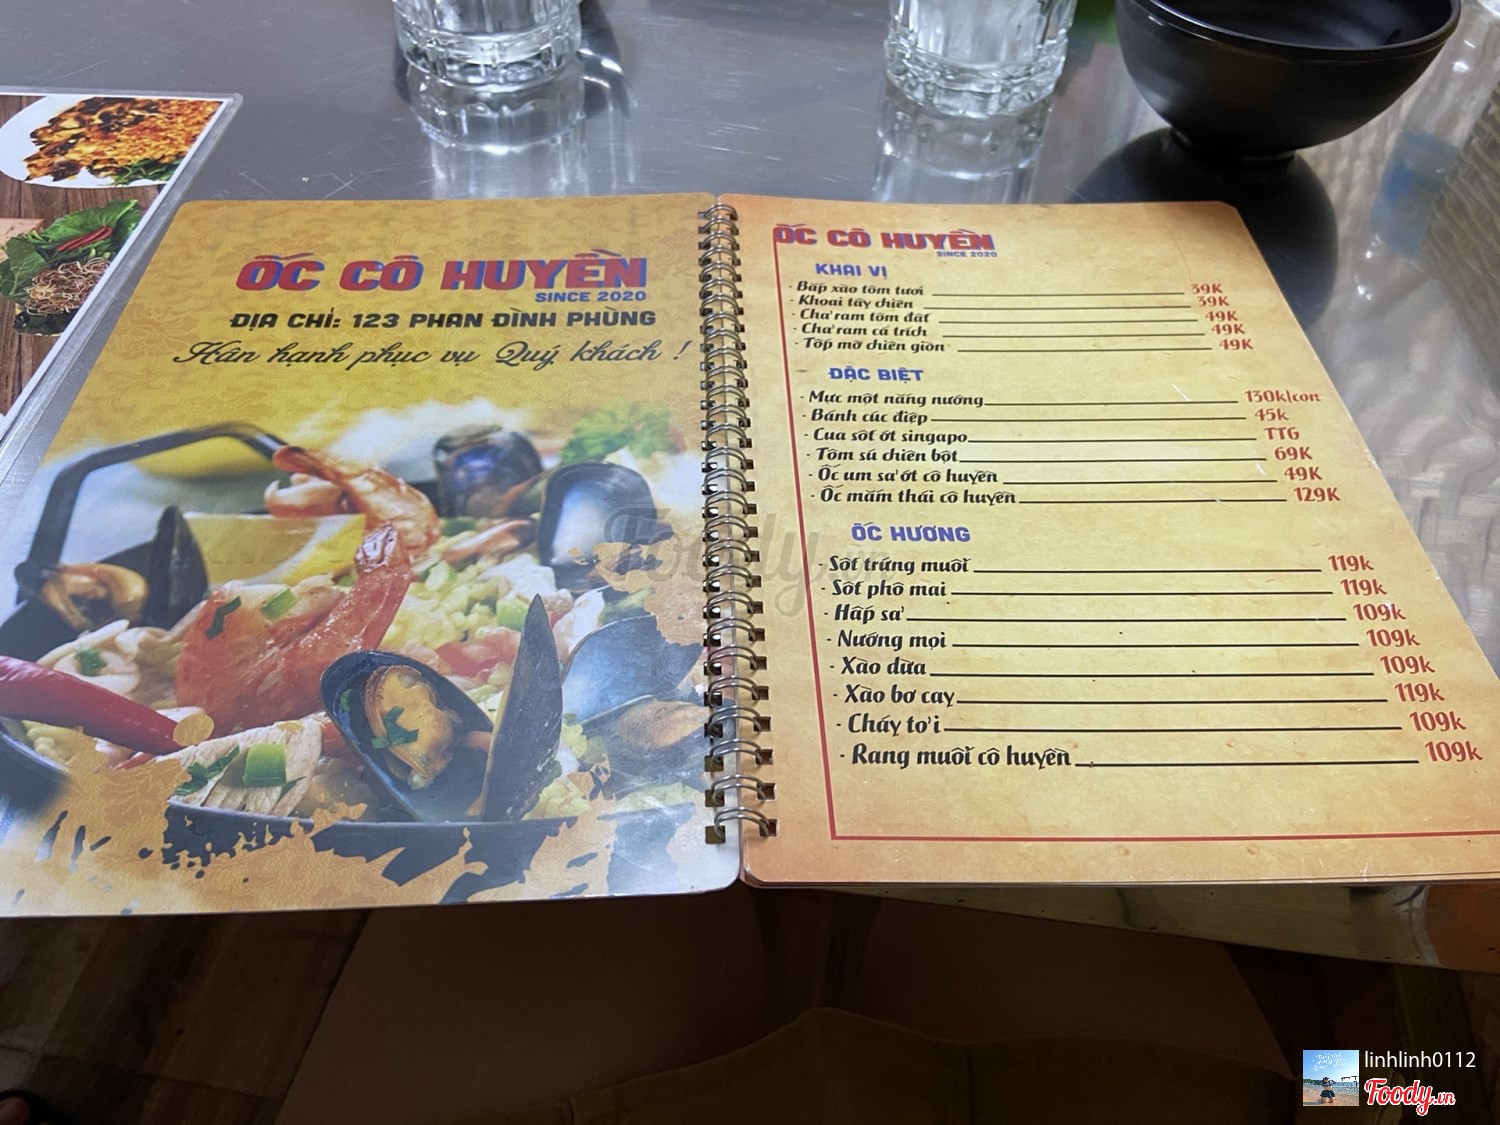 ỐC CÔ HUYỀN
SINCE 2020
ĐỊA CHỈ: 123 PHAN ĐÌNH PHÙNG
Hân hạnh phục vụ Quý khách !
ỐC CÔ HUYỀN
SINCE 2020
KHAI VỊ
- Bắp xào tôm tươi 39K
- Khoai tây chiên 39K
- Chả ram tôm đất 49K
- Chả ram cá trích 49K
- Tóp mỡ chiên giòn 49K
ĐẶC BIỆT
- Mực một nắng nướng 130k/con
- Bánh cúc điệp 45k
- Cua sốt ớt singapo TTG
- Tôm sú chiên bột 69K
- Ốc um sả ớt cô huyền 49K
- Ốc mắm thái cô huyền 129K
ỐC HƯƠNG
- Sốt trứng muối 119k
- Sốt phô mai 119k
- Hấp sả 109k
- Nướng mọi 109k
- Xào dừa 109k
- Xào bơ cay 119k
- Cháy tỏi 109k
- Rang muối cô huyền 109k
Foody.vn
linhlinh0112
Foody.vn